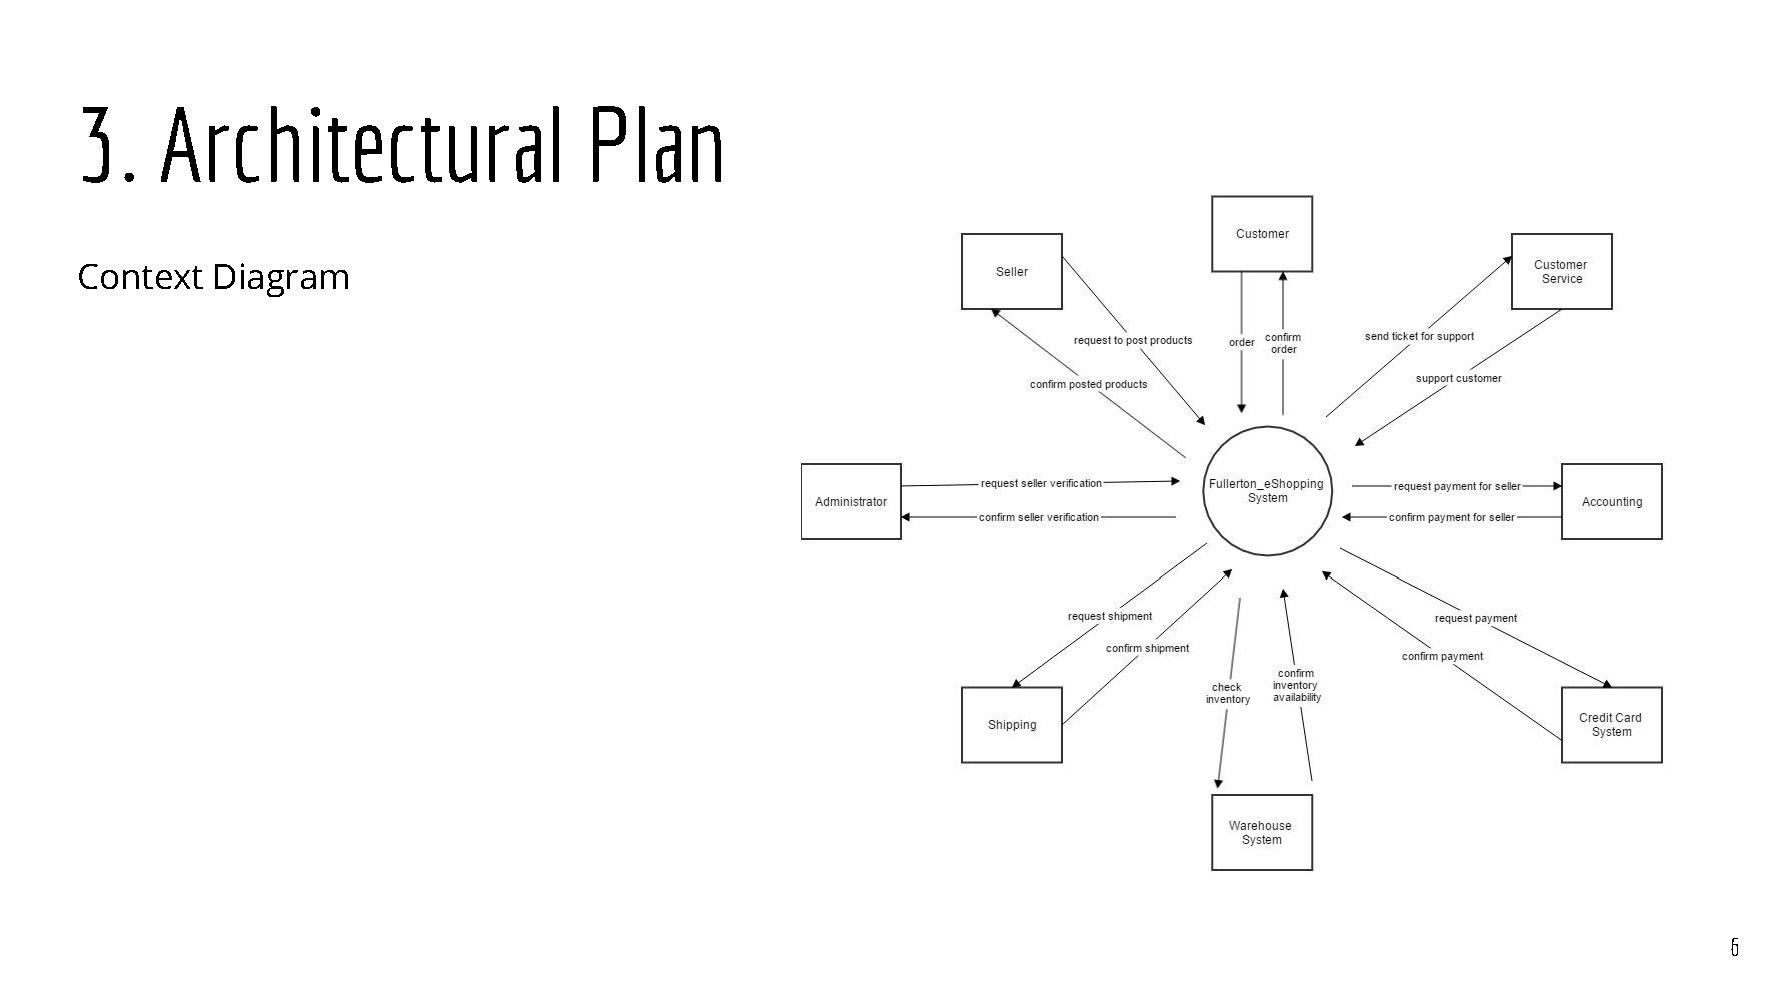 3. Architectural Plan
Context Diagram
Customer
Seller
Customer
Service
request to post products
order
confirm
order
send ticket for support
confirm posted products
support customer
Administrator
request seller verification
confirm seller verification
Fullerton_eShopping
System
request payment for seller
confirm payment for seller
Accounting
request shipment
confirm shipment
check
inventory
confirm
inventory
availability
request payment
confirm payment
Shipping
Credit Card
System
Warehouse
System
6